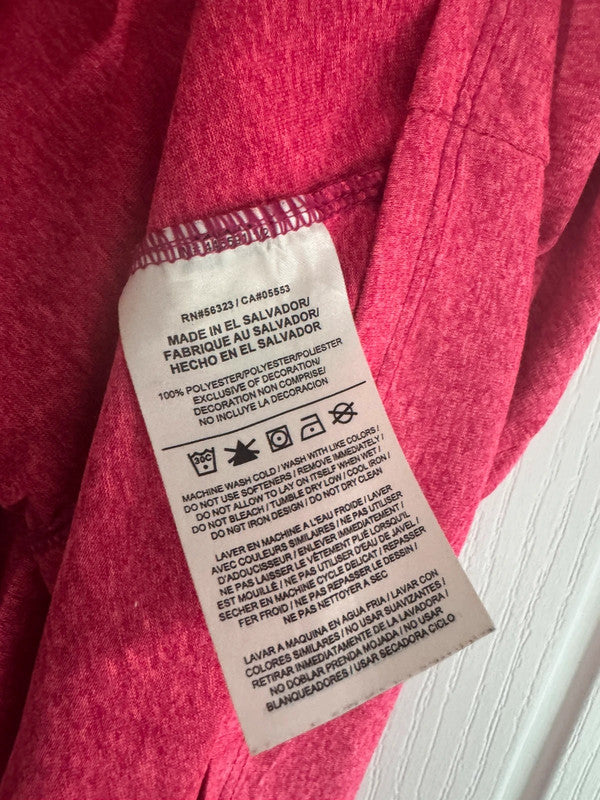 RN#56323 / CA#05553
MADE IN EL SALVADOR/
FABRIQUE AU SALVADOR/
HECHO EN EL SALVADOR
100% POLYESTER/POLYESTER/POLIESTER
EXCLUSIVE OF DECORATION/
DECORATION NON COMPRISE/
NO INCLUYE LA DECORACION
30C
MACHINE WASH COLD / WASH WITH LIKE COLORS /
DO NOT USE SOFTENERS / REMOVE IMMEDIATELY /
DO NOT ALLOW TO LAY ON ITSELF WHEN WET /
DO NOT BLEACH / TUMBLE DRY LOW / COOL IRON /
DO NOT IRON DESIGN / DO NOT DRY CLEAN
LAVER EN MACHINE A L'EAU FROIDE / LAVER
AVEC COULEURS SIMILAIRES / NE PAS UTILISER
D'ADOUCISSEUR / ENLEVER IMMEDIATEMENT /
NE PAS LAISSER LE VÊTEMENT PLIÉ LORSQU'IL
EST MOUILLÉ / NE PAS UTILISER D'EAU DE JAVEL /
SECHER EN MACHINE CYCLE DELICAT / REPASSER
FER FROID / NE PAS REPASSER LE DESSIN /
NE PAS NETTOYER A SEC
LAVAR A MAQUINA EN AGUA FRIA / LAVAR CON
COLORES SIMILARES / NO USAR SUAVIZANTES /
RETIRAR INMEDIATAMENTE DE LA LAVADORA/
NO DOBLAR PRENDA MOJADA / NO USAR
BLANQUEADORES / USAR SECADORA CICLO